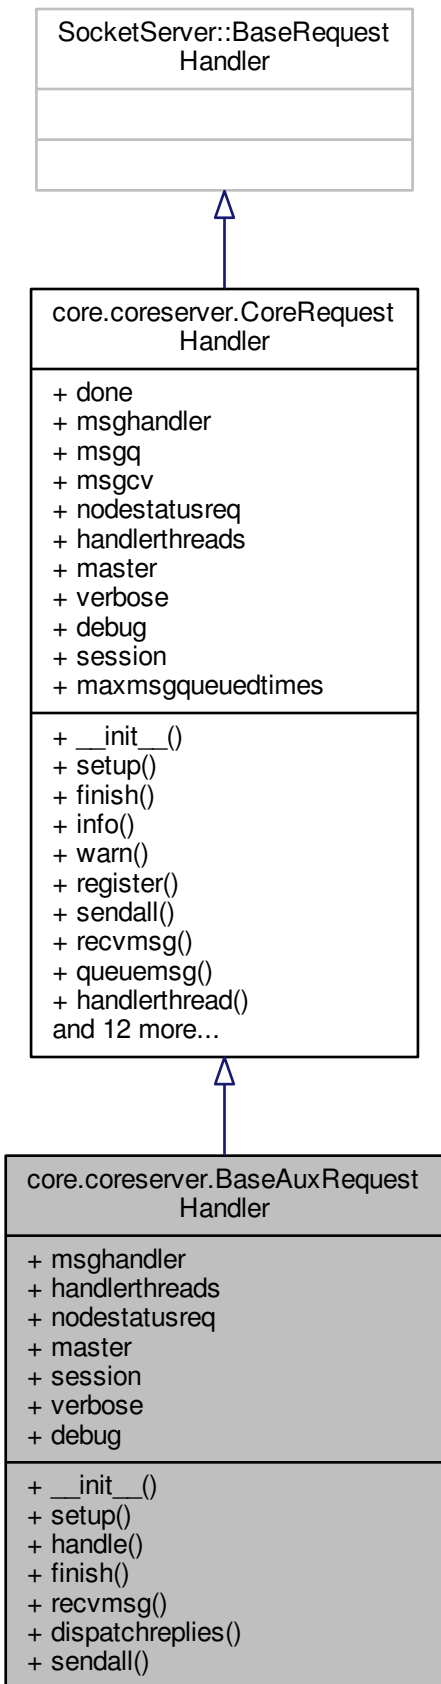 SocketServer::BaseRequest
Handler
core.coreserver.CoreRequest
Handler
+ done
+ msghandler
+ msgq
+ msgcv
+ nodestatusreq
+ handlerthreads
+ master
+ verbose
+ debug
+ session
+ maxmsgqueuedtimes
+ __init__()
+ setup()
+ finish()
+ info()
+ warn()
+ register()
+ sendall()
+ recvmsg()
+ queuemsg()
+ handlerthread()
and 12 more...
core.coreserver.BaseAuxRequest
Handler
+ msghandler
+ handlerthreads
+ nodestatusreq
+ master
+ session
+ verbose
+ debug
+ __init__()
+ setup()
+ handle()
+ finish()
+ recvmsg()
+ dispatchreplies()
+ sendall()